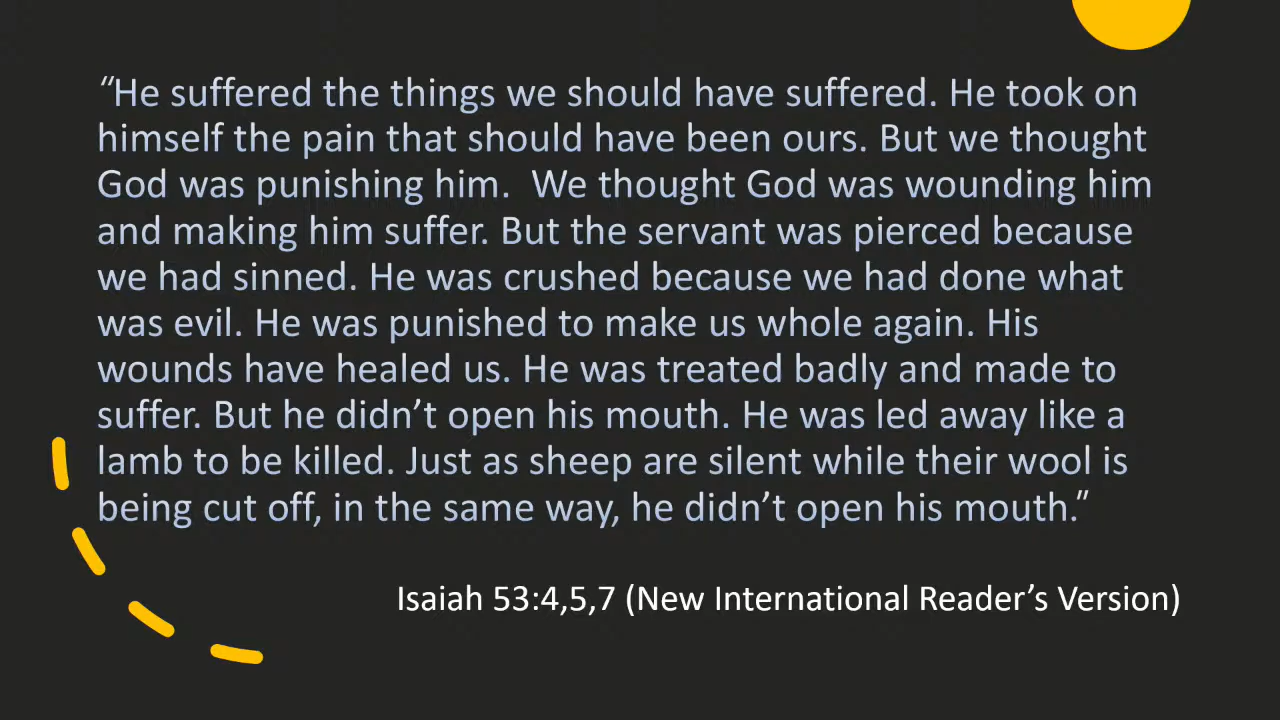 “He suffered the things we should have suffered. He took on
himself the pain that should have been ours. But we thought
God was punishing him.  We thought God was wounding him
and making him suffer. But the servant was pierced because
we had sinned. He was crushed because we had done what
was evil. He was punished to make us whole again. His
wounds have healed us. He was treated badly and made to
suffer. But he didn’t open his mouth. He was led away like a
lamb to be killed. Just as sheep are silent while their wool is
being cut off, in the same way, he didn’t open his mouth.”
Isaiah 53:4,5,7 (New International Reader’s Version)